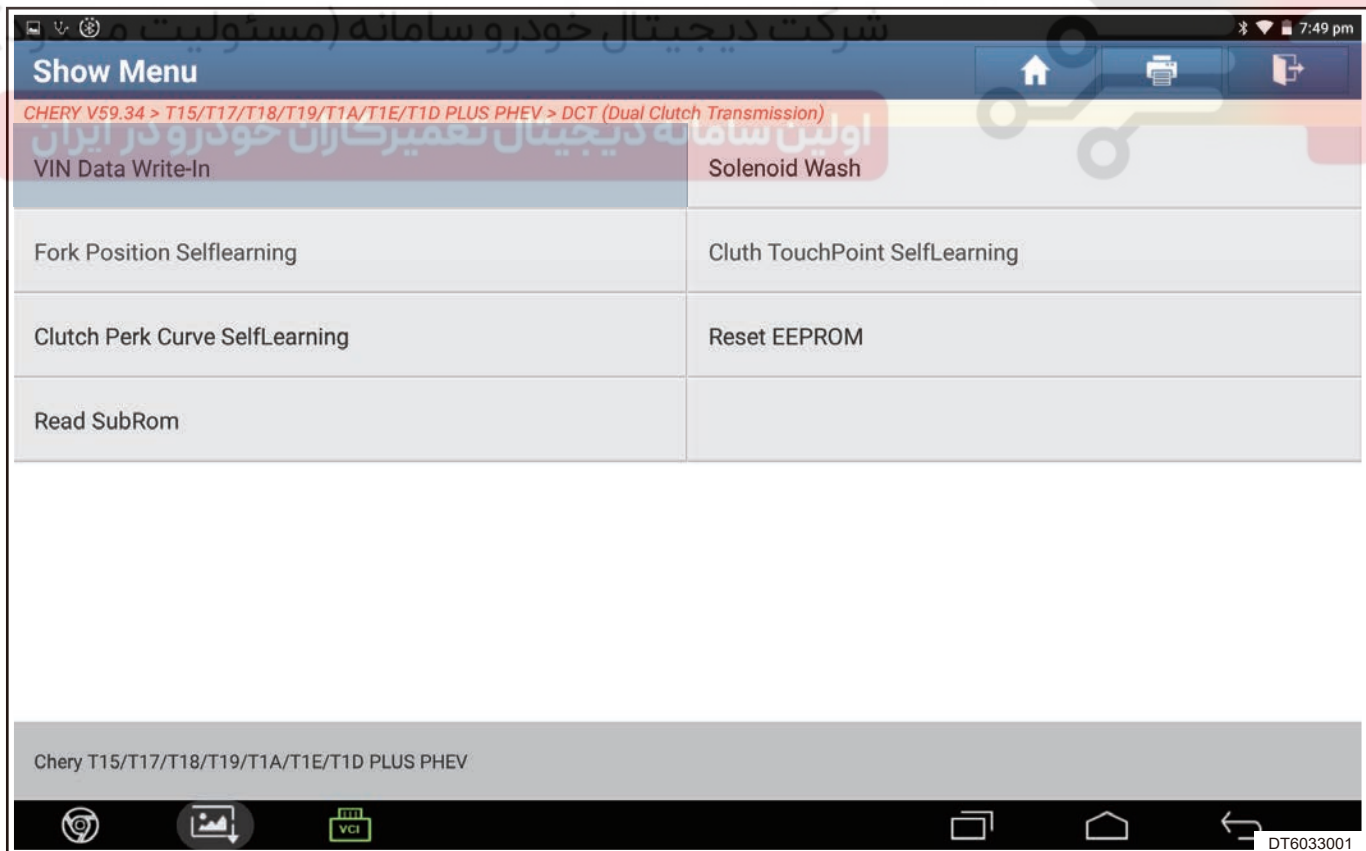 شرکت دیجیتال خودرو سامانه (مسئولیت محدود)
7:49 pm
Show Menu
CHERY V59.34 > T15/T17/T18/T19/T1A/T1E/T1D PLUS PHEV > DCT (Dual Clutch Transmission)
اولین سامانه دیجیتال تعمیرکاران خودرو در ایران
VIN Data Write-In
Solenoid Wash
Fork Position Selflearning
Cluth TouchPoint SelfLearning
Clutch Perk Curve SelfLearning
Reset EEPROM
Read SubRom
Chery T15/T17/T18/T19/T1A/T1E/T1D PLUS PHEV
VCI
DT6033001